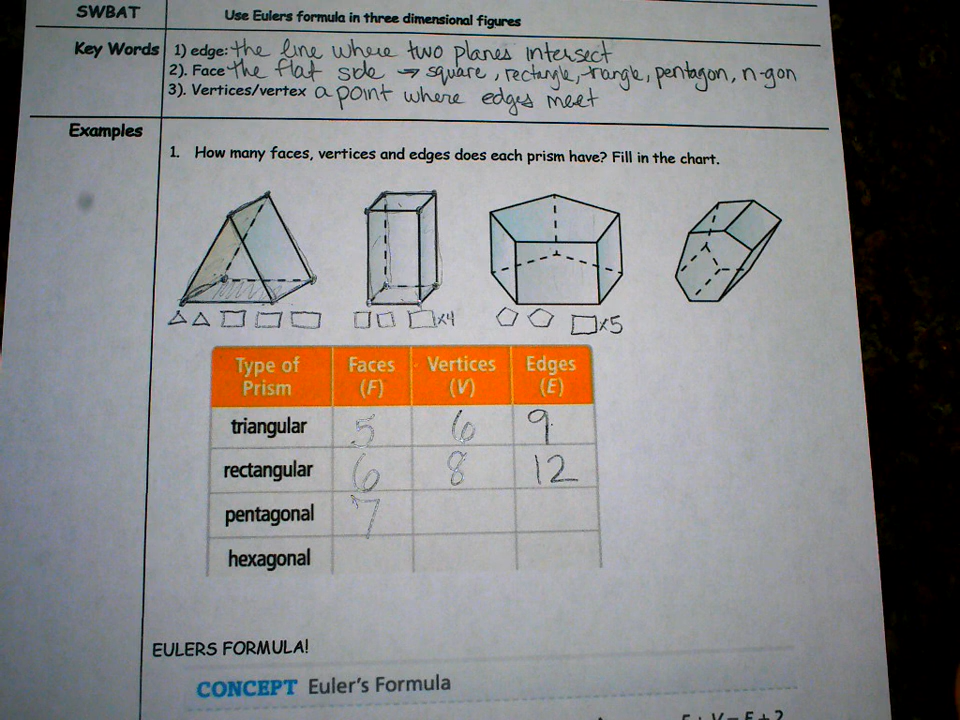 SWBAT Use Eulers formula in three dimensional figures
Key Words 1) edge: the line where two planes intersect
2). Face the flat side → square, rectangle, triangle, pentagon, n-gon
3). Vertices/vertex a point where edges meet
Examples
1. How many faces, vertices and edges does each prism have? Fill in the chart.
x4 x5
Type of Prism Faces (F) Vertices (V) Edges (E)
triangular 5 6 9
rectangular 6 8 12
pentagonal 7
hexagonal
EULERS FORMULA!
CONCEPT Euler's Formula